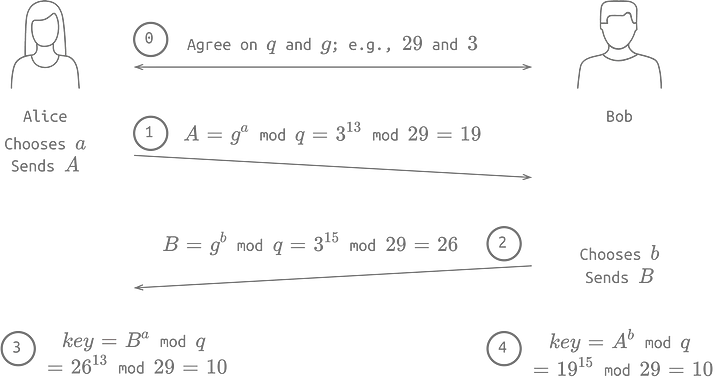 0
Agree on q and g; e.g., 29 and 3
Alice
Bob
Chooses a
Sends A
1
A = g^a mod q = 3^13 mod 29 = 19
B = g^b mod q = 3^15 mod 29 = 26
2
Chooses b
Sends B
3
key = B^a mod q
= 26^13 mod 29 = 10
4
key = A^b mod q
= 19^15 mod 29 = 10